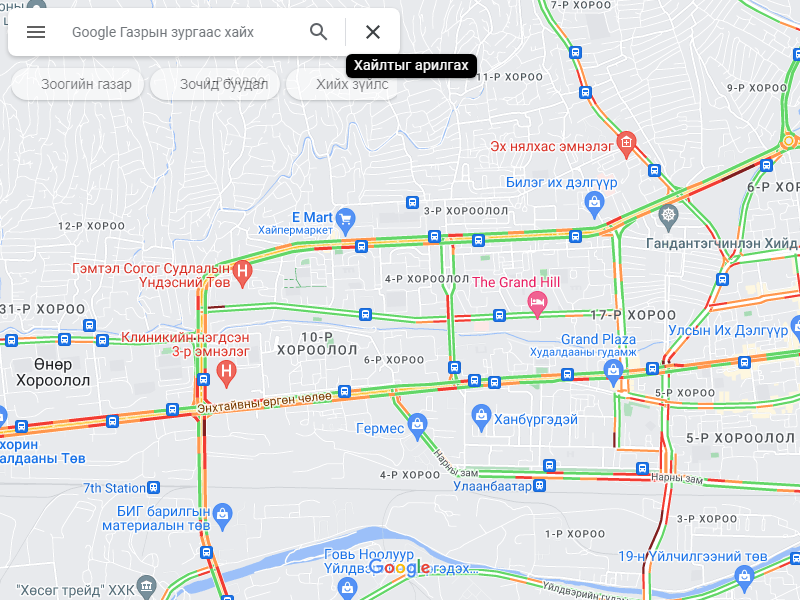 7-Р ХОРОО
Google Газрын зургаас хайх
Хайлтыг арилгах
11-Р ХОРОО
Зоогийн газар
Зочид буудал
Хийх зүйлс
9-Р ХОРОО
Эх нялхас эмнэлэг
Билэг их дэлгүүр
6-Р ХОР
E Mart
Хайпермаркет
3-Р ХОРООЛОЛ
12-Р ХОРОО
Гандантэгчинлэн Хийд
Гэмтэл Согог Судлалын
Үндэсний Төв
4-Р ХОРООЛОЛ
The Grand Hill
31-Р ХОРОО
17-Р ХОРОО
Клиникийн нэгдсэн
3-р эмнэлэг
10-Р
ХОРООЛОЛ
Grand Plaza
Худалдааны гудамж
Улсын Их Дэлгүүр
Өнөр
Хороолол
6-Р ХОРОО
5-Р ХОРОО
Энхтайвны өргөн чөлөө
Гермес
Ханбүргэдэй
5-Р ХОРООЛОЛ
хорин
алдааны Төв
Нарны зам
4-Р ХОРОО
7th Station
Улаанбаатар
Нарны зам
БИГ барилгын
материалын төв
3-Р ХОРОО
1-Р ХОРОО
Говь Ноолуур
Google
19-н Үйлчилгээний төв
"Хөсөг трейд" ХХК
Үйлдвэрийн гудамж